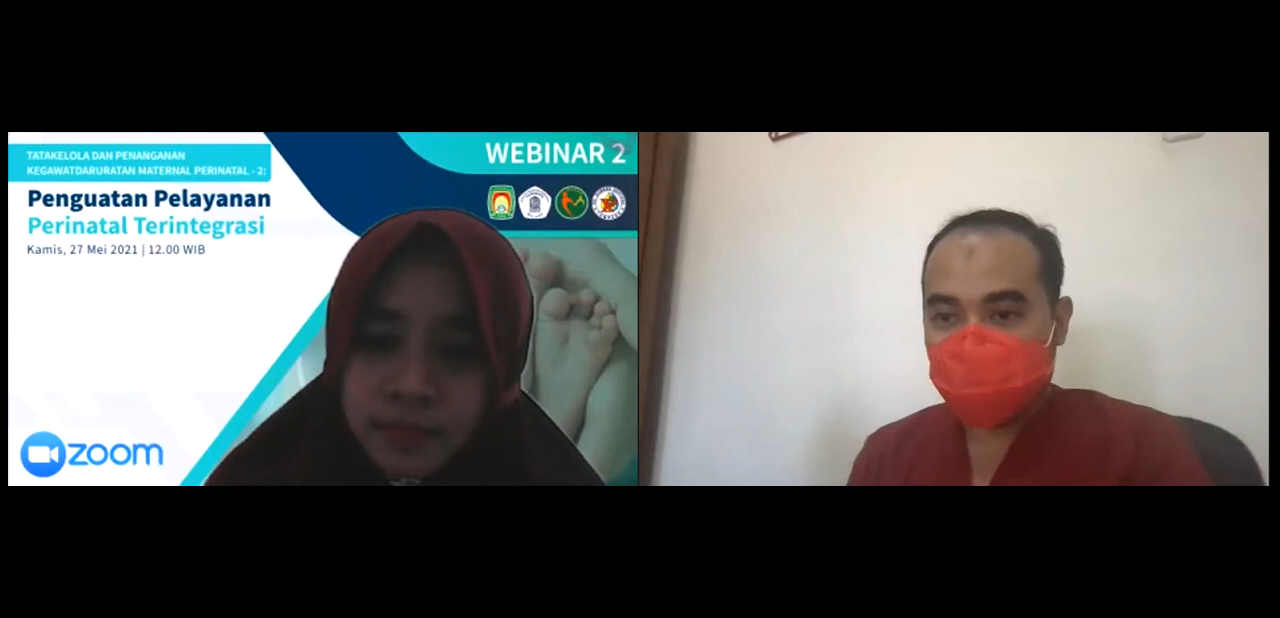 TATAKELOLA DAN PENANGANAN
KEGAWATDARURATAN MATERNAL PERINATAL - 2:
Penguatan Pelayanan
Perinatal Terintegrasi
Kamis, 27 Mei 2021 | 12.00 WIB
WEBINAR 2
zoom